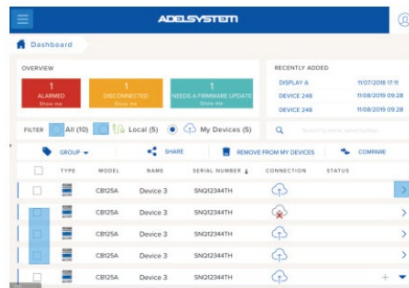 ADELSYSTEM
Dashboard
OVERVIEW
1
ALARMED
Show me
1
DISCONNECTED
Show me
1
NEEDS A FIRMWARE UPDATE
Show me
RECENTLY ADDED
DISPLAY A 11/07/2018 17:11
DEVICE 248 11/08/2019 09:28
DEVICE 248 11/08/2019 09:28
FILTER All (10) Local (5) My Devices (5)
GROUP SHARE REMOVE FROM MY DEVICES COMPARE
TYPE MODEL NAME SERIAL NUMBER CONNECTION STATUS
CB125A Device 3 SNQ12344TH
CB125A Device 3 SNQ12344TH
CB125A Device 3 SNQ12344TH
CB125A Device 3 SNQ12344TH
CB125A Device 3 SNQ12344TH